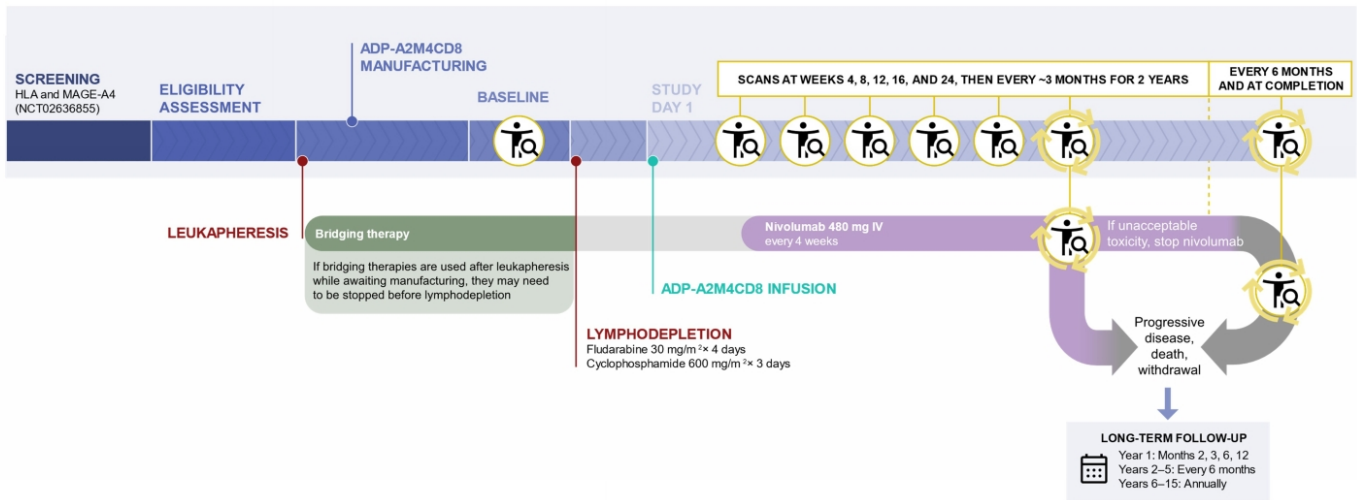 SCREENING
HLA and MAGE-A4
(NCT02636855)
ELIGIBILITY
ASSESSMENT
ADP-A2M4CD8
MANUFACTURING
BASELINE
STUDY
DAY 1
SCANS AT WEEKS 4, 8, 12, 16, AND 24, THEN EVERY ~3 MONTHS FOR 2 YEARS
EVERY 6 MONTHS
AND AT COMPLETION
LEUKAPHERESIS
Bridging therapy
If bridging therapies are used after leukapheresis
while awaiting manufacturing, they may need
to be stopped before lymphodepletion
Nivolumab 480 mg IV
every 4 weeks
If unacceptable
toxicity, stop nivolumab
ADP-A2M4CD8 INFUSION
LYMPHODEPLETION
Fludarabine 30 mg/m²× 4 days
Cyclophosphamide 600 mg/m²× 3 days
Progressive
disease,
death,
withdrawal
LONG-TERM FOLLOW-UP
Year 1: Months 2, 3, 6, 12
Years 2–5: Every 6 months
Years 6–15: Annually